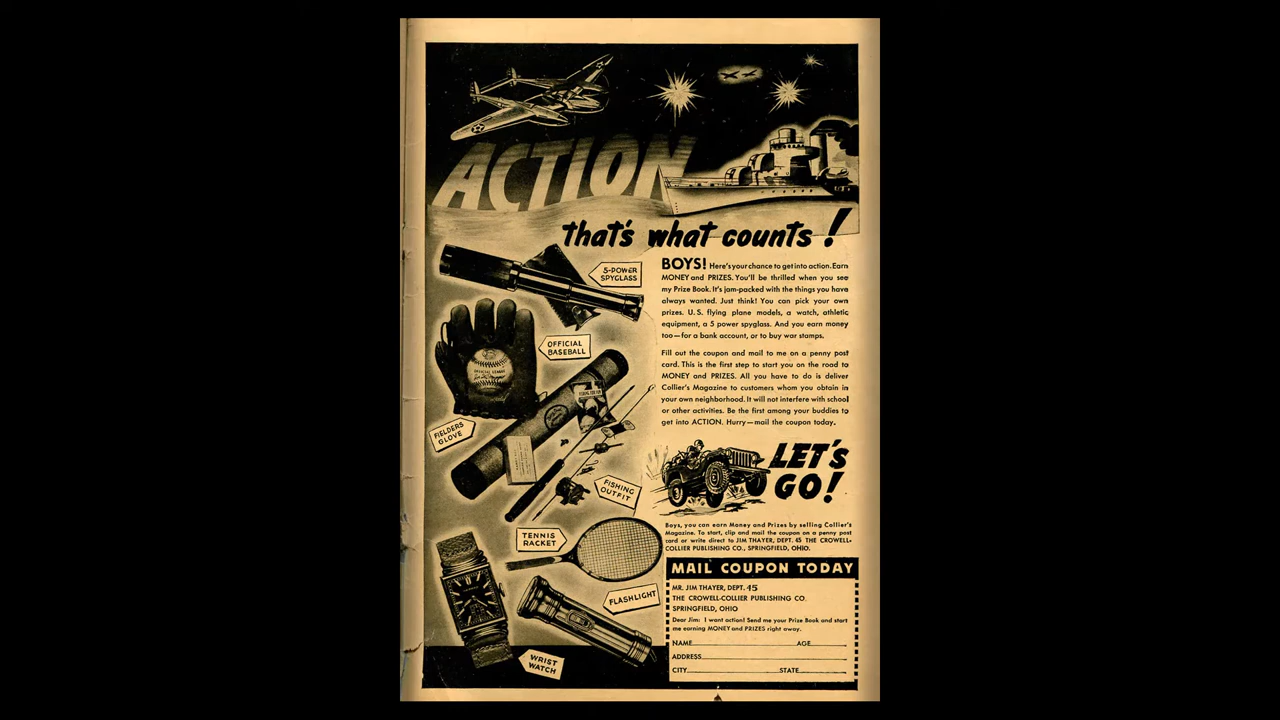 ACTION
that's what counts!
5-POWER
SPYGLASS
BOYS! Here's your chance to get into action. Earn
MONEY and PRIZES. You'll be thrilled when you see
my Prize Book. It's jam-packed with the things you have
always wanted. Just think! You can pick your own
prizes. U. S. flying plane models, a watch, athletic
equipment, a 5 power spyglass. And you earn money
too—for a bank account, or to buy war stamps.
OFFICIAL
BASEBALL
Fill out the coupon and mail to me on a penny post
card. This is the first step to start you on the road to
MONEY and PRIZES. All you have to do is deliver
Collier's Magazine to customers whom you obtain in
your own neighborhood. It will not interfere with school
or other activities. Be the first among your buddies to
get into ACTION. Hurry—mail the coupon today.
FIELDERS
GLOVE
LET'S
GO!
FISHING
OUTFIT
TENNIS
RACKET
Boys, you can earn Money and Prizes by selling Collier's
Magazine. To start, clip and mail the coupon on a penny post
card or write direct to JIM THAYER, DEPT. 45 THE CROWELL-
COLLIER PUBLISHING CO., SPRINGFIELD, OHIO.
FLASHLIGHT
WRIST
WATCH
MAIL COUPON TODAY
MR. JIM THAYER, DEPT. 45
THE CROWELL-COLLIER PUBLISHING CO.
SPRINGFIELD, OHIO
Dear Jim: I want action! Send me your Prize Book and start
me earning MONEY and PRIZES right away.
NAME AGE
ADDRESS
CITY STATE